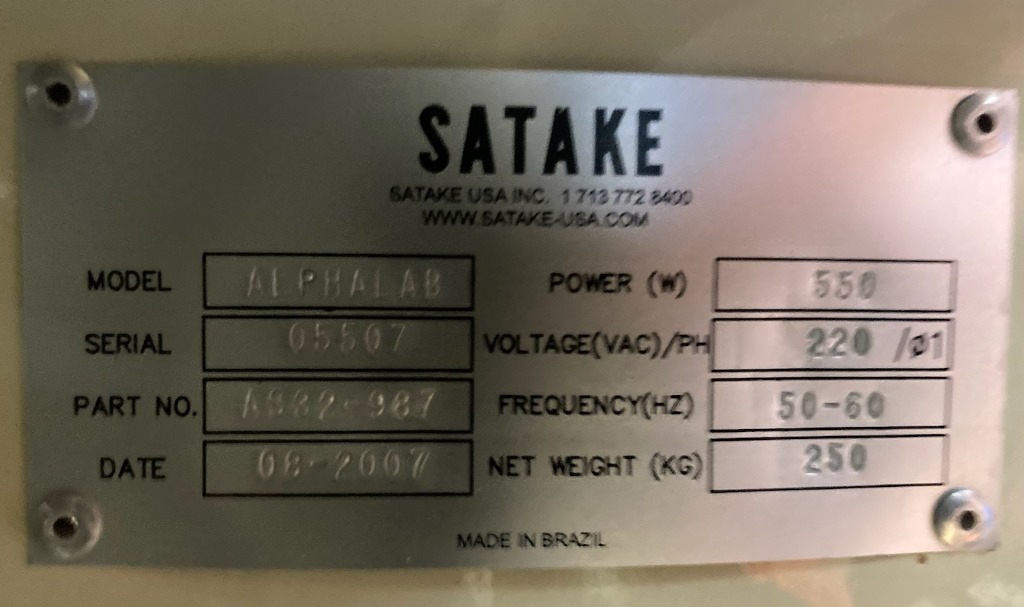 SATAKE
SATAKE USA INC. 1 713 772 8400
WWW.SATAKE-USA.COM
MODEL ALPHALAB POWER (W) 550
SERIAL 05507 VOLTAGE(VAC)/PH 220 /ø1
PART NO. AS32-987 FREQUENCY(HZ) 50-60
DATE 08-2007 NET WEIGHT (KG) 250
MADE IN BRAZIL